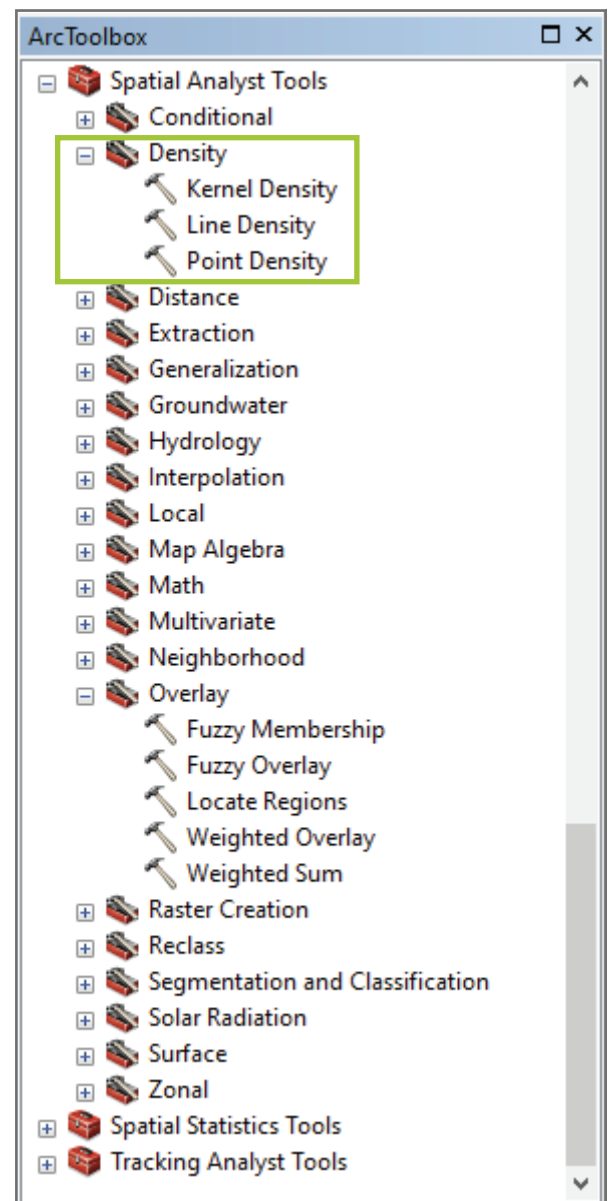 ArcToolbox
Spatial Analyst Tools
Conditional
Density
Kernel Density
Line Density
Point Density
Distance
Extraction
Generalization
Groundwater
Hydrology
Interpolation
Local
Map Algebra
Math
Multivariate
Neighborhood
Overlay
Fuzzy Membership
Fuzzy Overlay
Locate Regions
Weighted Overlay
Weighted Sum
Raster Creation
Reclass
Segmentation and Classification
Solar Radiation
Surface
Zonal
Spatial Statistics Tools
Tracking Analyst Tools